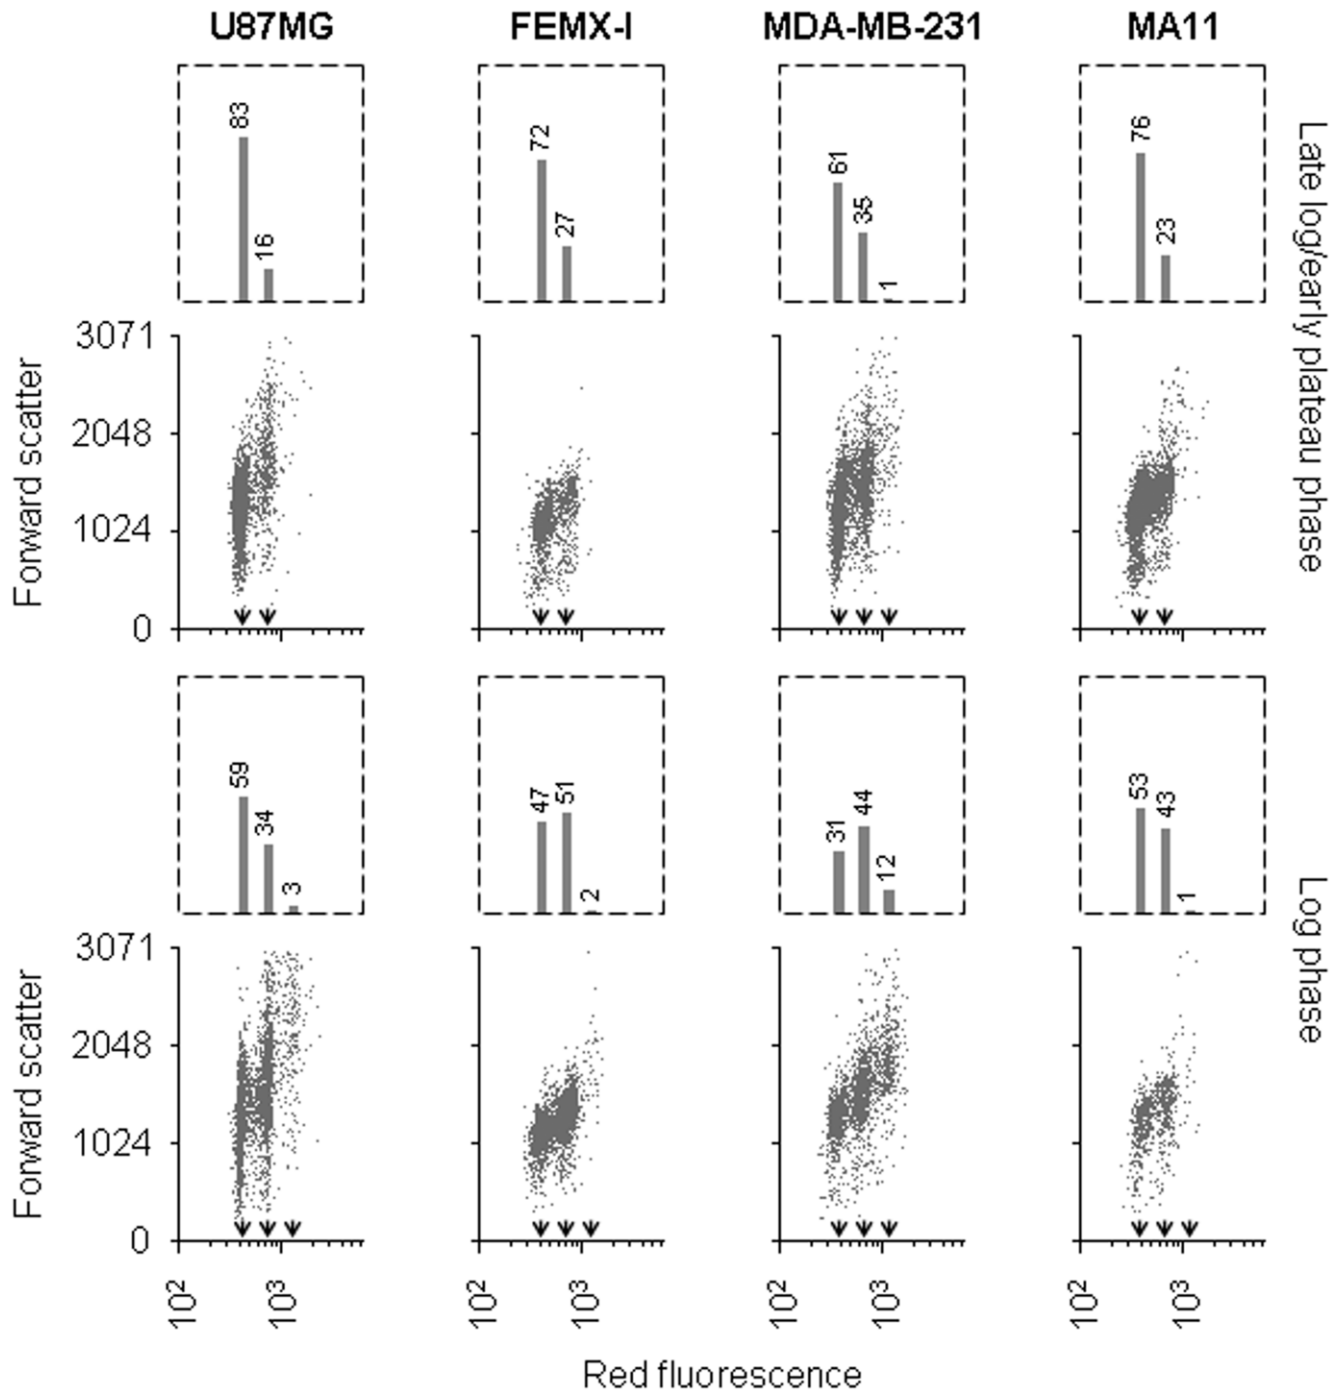 U87MG FEMX-I MDA-MB-231 MA11
83 16
72 27
61 35 1
76 23
Late log/early plateau phase
Forward scatter
3071
2048
1024
0
59 34 3
47 51 2
31 44 12
53 43 1
Log phase
Forward scatter
3071
2048
1024
0
10² 10³ 10² 10³ 10² 10³ 10² 10³
Red fluorescence